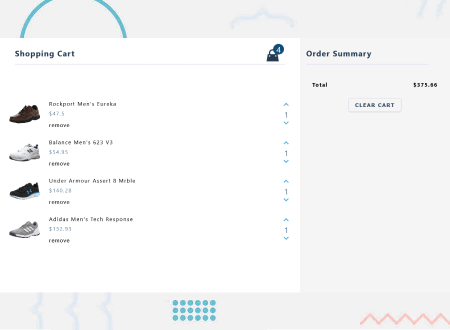 Shopping Cart
4
Order Summary
Total $375.66
CLEAR CART
Rockport Men's Eureka
$47.5
remove
1
Balance Men's 623 V3
$54.95
remove
1
Under Armour Assert 8 Mrble
$140.28
remove
1
Adidas Men's Tech Response
$132.93
remove
1